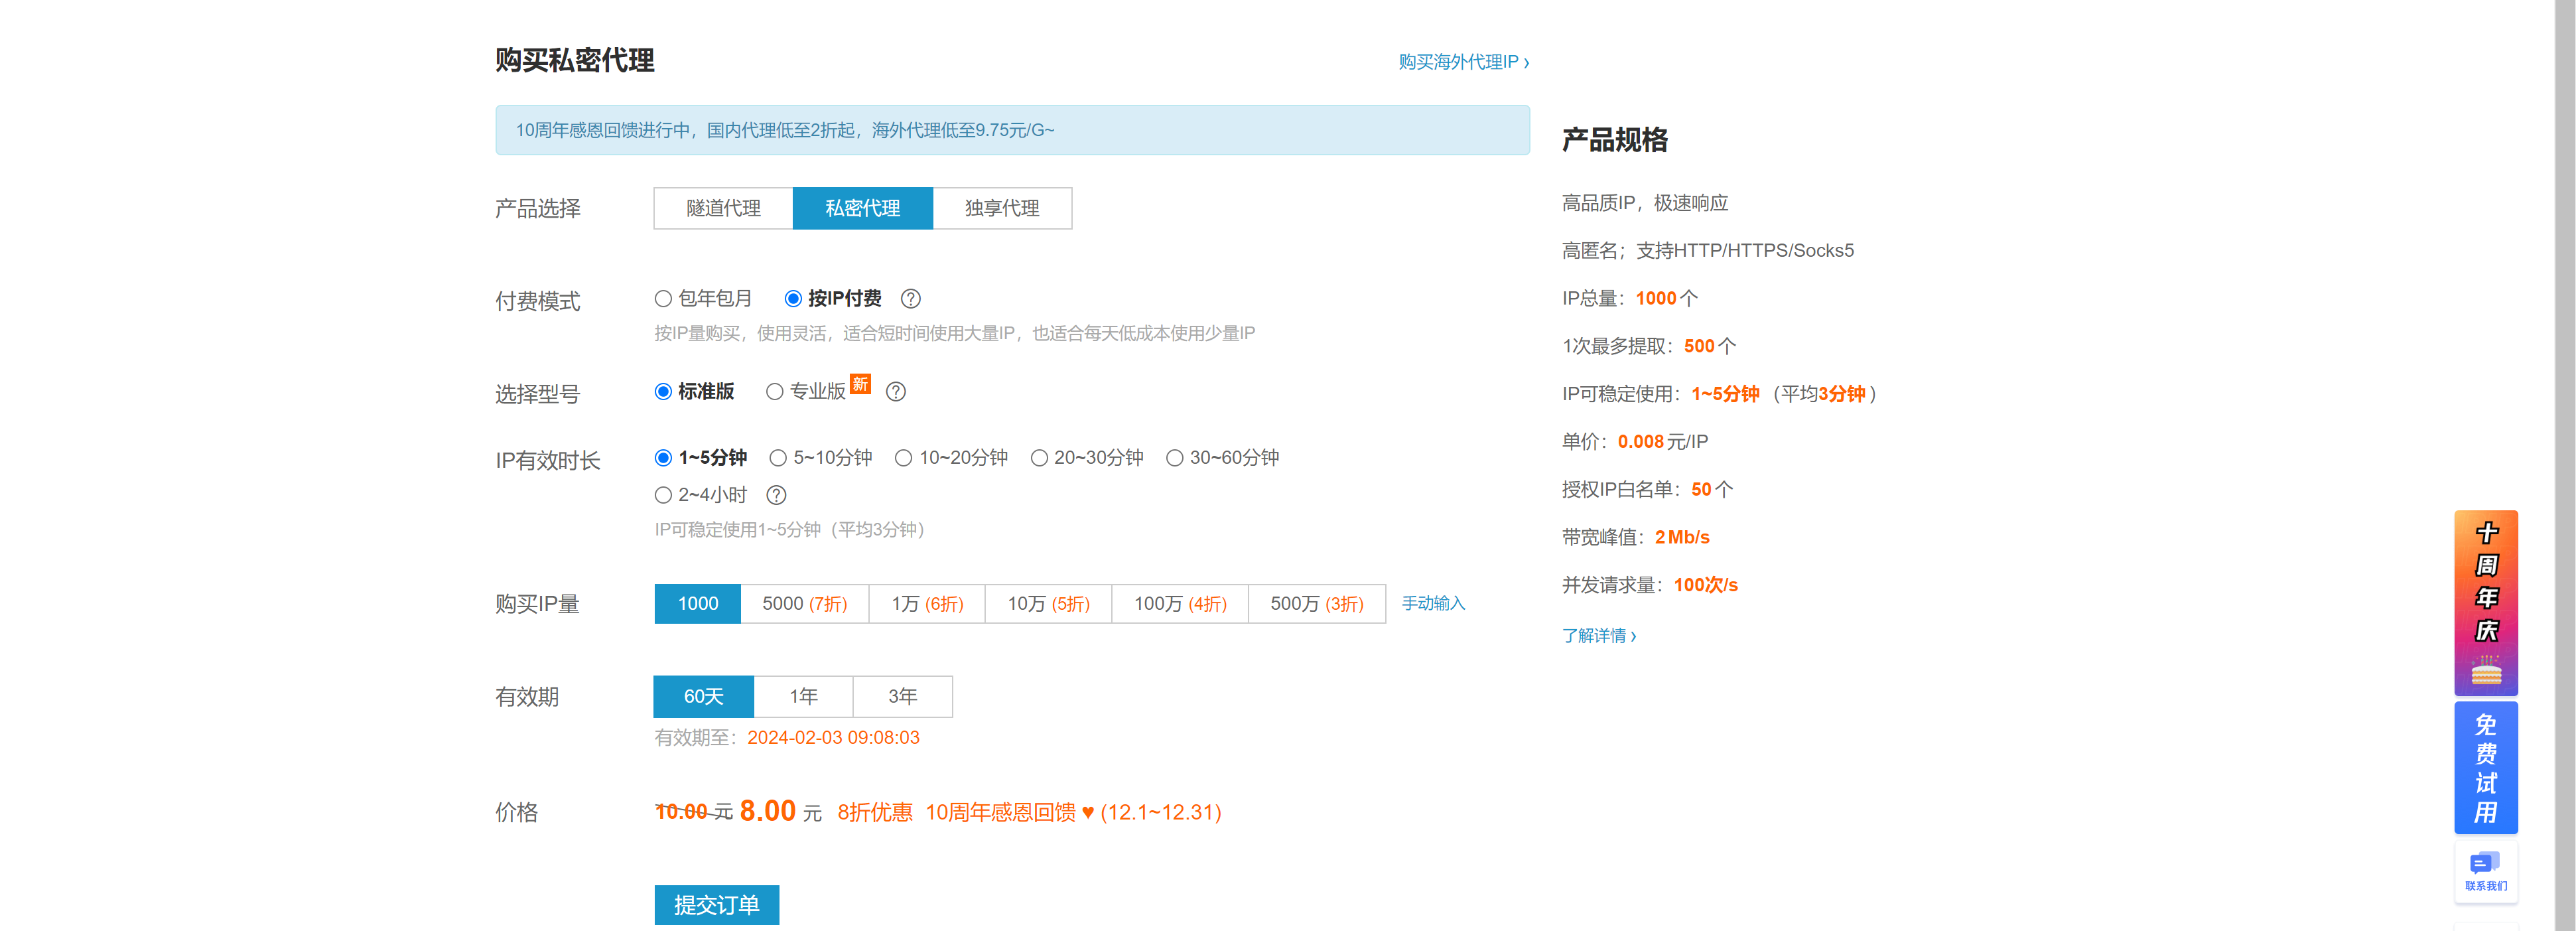 购买私密代理
购买海外代理IP ›
10周年感恩回馈进行中，国内代理低至2折起，海外代理低至9.75元/G~
产品选择
隧道代理 私密代理 独享代理
付费模式
包年包月 按IP付费 ?
按IP量购买，使用灵活，适合短时间使用大量IP，也适合每天低成本使用少量IP
选择型号
标准版 专业版 新 ?
IP有效时长
1~5分钟 5~10分钟 10~20分钟 20~30分钟 30~60分钟
2~4小时 ?
IP可稳定使用1~5分钟（平均3分钟）
购买IP量
1000 5000 (7折) 1万 (6折) 10万 (5折) 100万 (4折) 500万 (3折) 手动输入
有效期
60天 1年 3年
有效期至：2024-02-03 09:08:03
价格
10.00 元 8.00 元 8折优惠 10周年感恩回馈 ♥ (12.1~12.31)
提交订单
产品规格
高品质IP，极速响应
高匿名；支持HTTP/HTTPS/Socks5
IP总量：1000个
1次最多提取：500个
IP可稳定使用：1~5分钟（平均3分钟）
单价：0.008元/IP
授权IP白名单：50个
带宽峰值：2Mb/s
并发请求量：100次/s
了解详情 ›
十周年庆
免费试用
联系我们